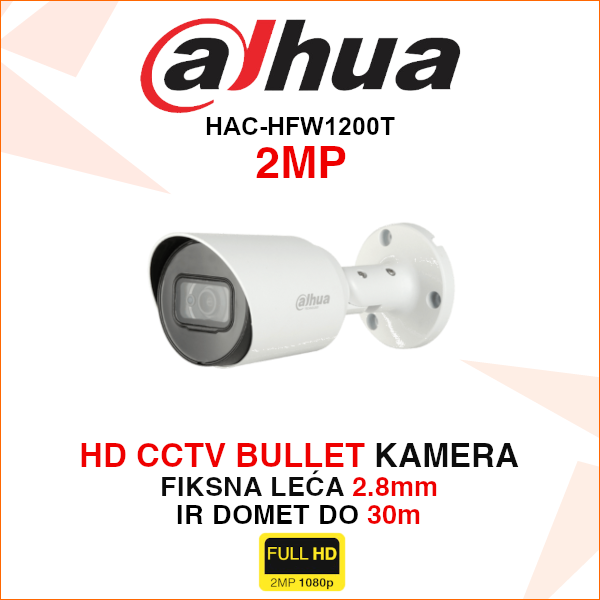 alhua
HAC-HFW1200T
2MP
alhua
HD CCTV BULLET KAMERA
FIKSNA LEĆA 2.8mm
IR DOMET DO 30m
FULL HD
2MP 1080p